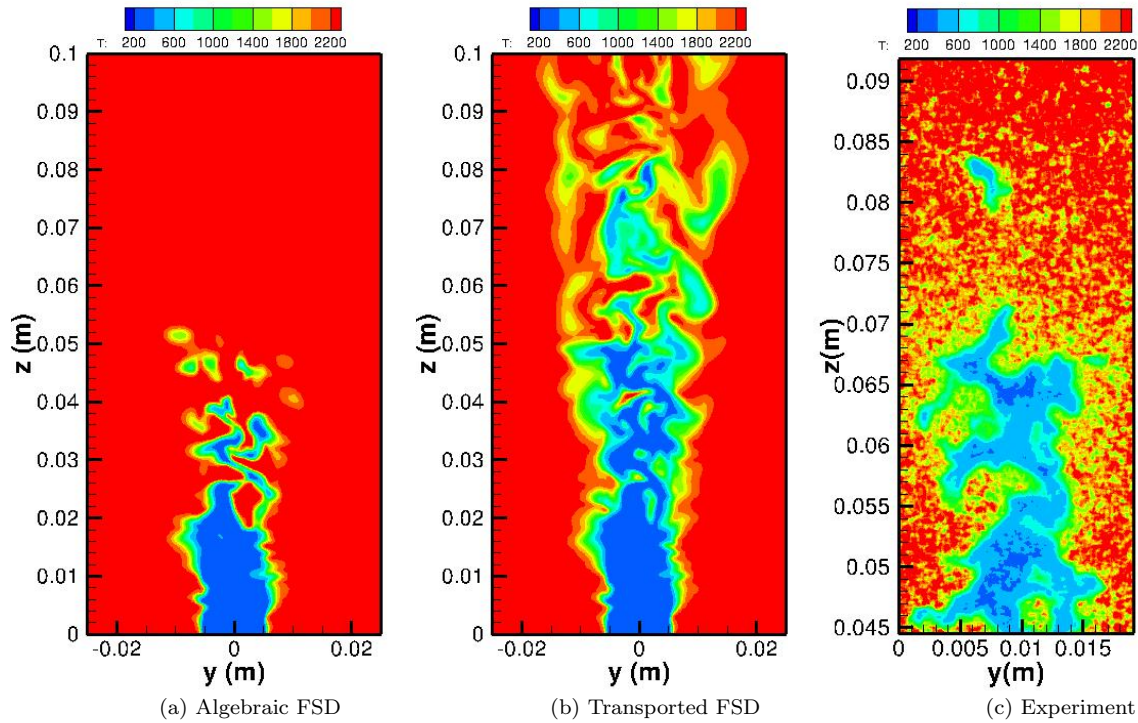 T: 200 600 1000 1400 1800 2200
T: 200 600 1000 1400 1800 2200
T: 200 600 1000 1400 1800 2200
0.1
0.09
0.08
0.07
0.06
0.05
0.04
0.03
0.02
0.01
0
z (m)
-0.02 0 0.02
y (m)
(a) Algebraic FSD
0.1
0.09
0.08
0.07
0.06
0.05
0.04
0.03
0.02
0.01
0
z (m)
-0.02 0 0.02
y (m)
(b) Transported FSD
0.09
0.085
0.08
0.075
0.07
0.065
0.06
0.055
0.05
0.045
z(m)
0 0.005 0.01 0.015
y(m)
(c) Experiment